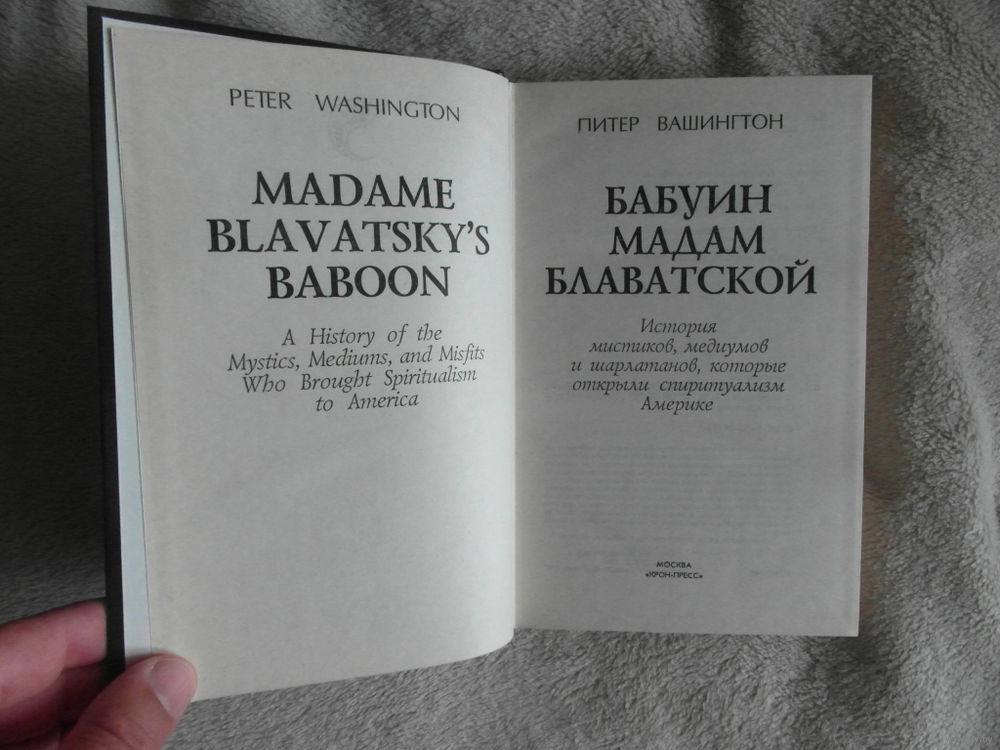 PETER WASHINGTON
MADAME
BLAVATSKY'S
BABOON
A History of the
Mystics, Mediums, and Misfits
Who Brought Spiritualism
to America
ПИТЕР ВАШИНГТОН
БАБУИН
МАДАМ
БЛАВАТСКОЙ
История
мистиков, медиумов
и шарлатанов, которые
открыли спиритуализм
Америке
МОСКВА
«КРОН-ПРЕСС»